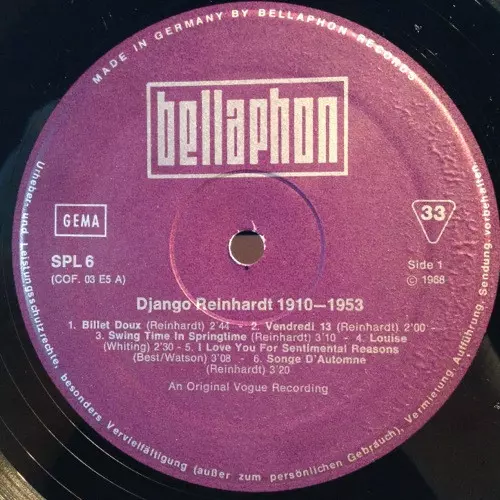 MADE IN GERMANY BY BELLAPHON RECORDS
bellaphon
GEMA
33
SPL 6
(COF. 03 E5 A)
Side 1
℗ 1968
Django Reinhardt 1910—1953
1. Billet Doux (Reinhardt) 2'44 - 2. Vendredi 13 (Reinhardt) 2'00
3. Swing Time In Springtime (Reinhardt) 3'10 - 4. Louise
(Whiting) 2'30 - 5. I Love You For Sentimental Reasons
(Best/Watson) 3'08 - 6. Songe D'Automne
(Reinhardt) 3'20
An Original Vogue Recording
Urheber- und Leistungsschutzrechte, besonders Vervielfältigung (außer zum persönlichen Gebrauch), Vermietung, Aufführung, Sendung, vorbehalten